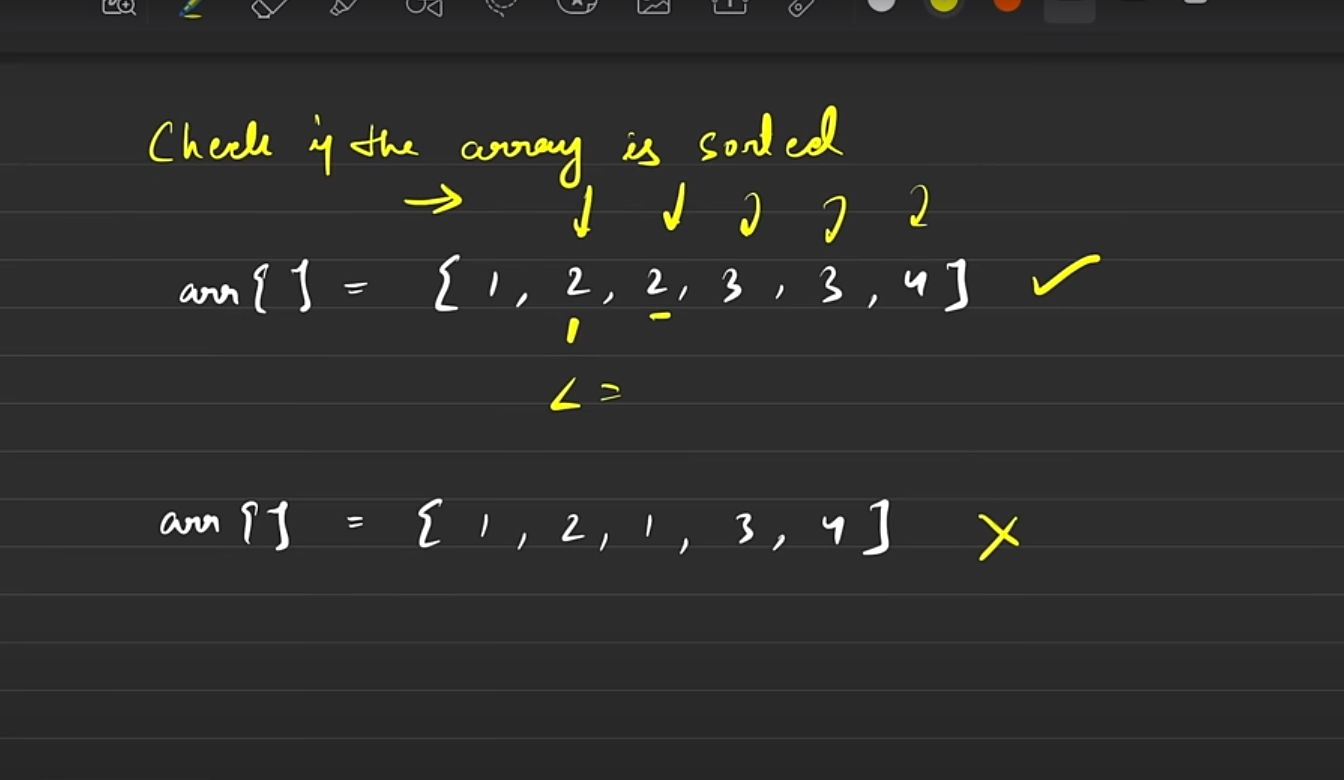 Check if the array is sorted
arr[] = [1, 2, 2, 3, 3, 4]
<=
arr[] = [1, 2, 1, 3, 4]